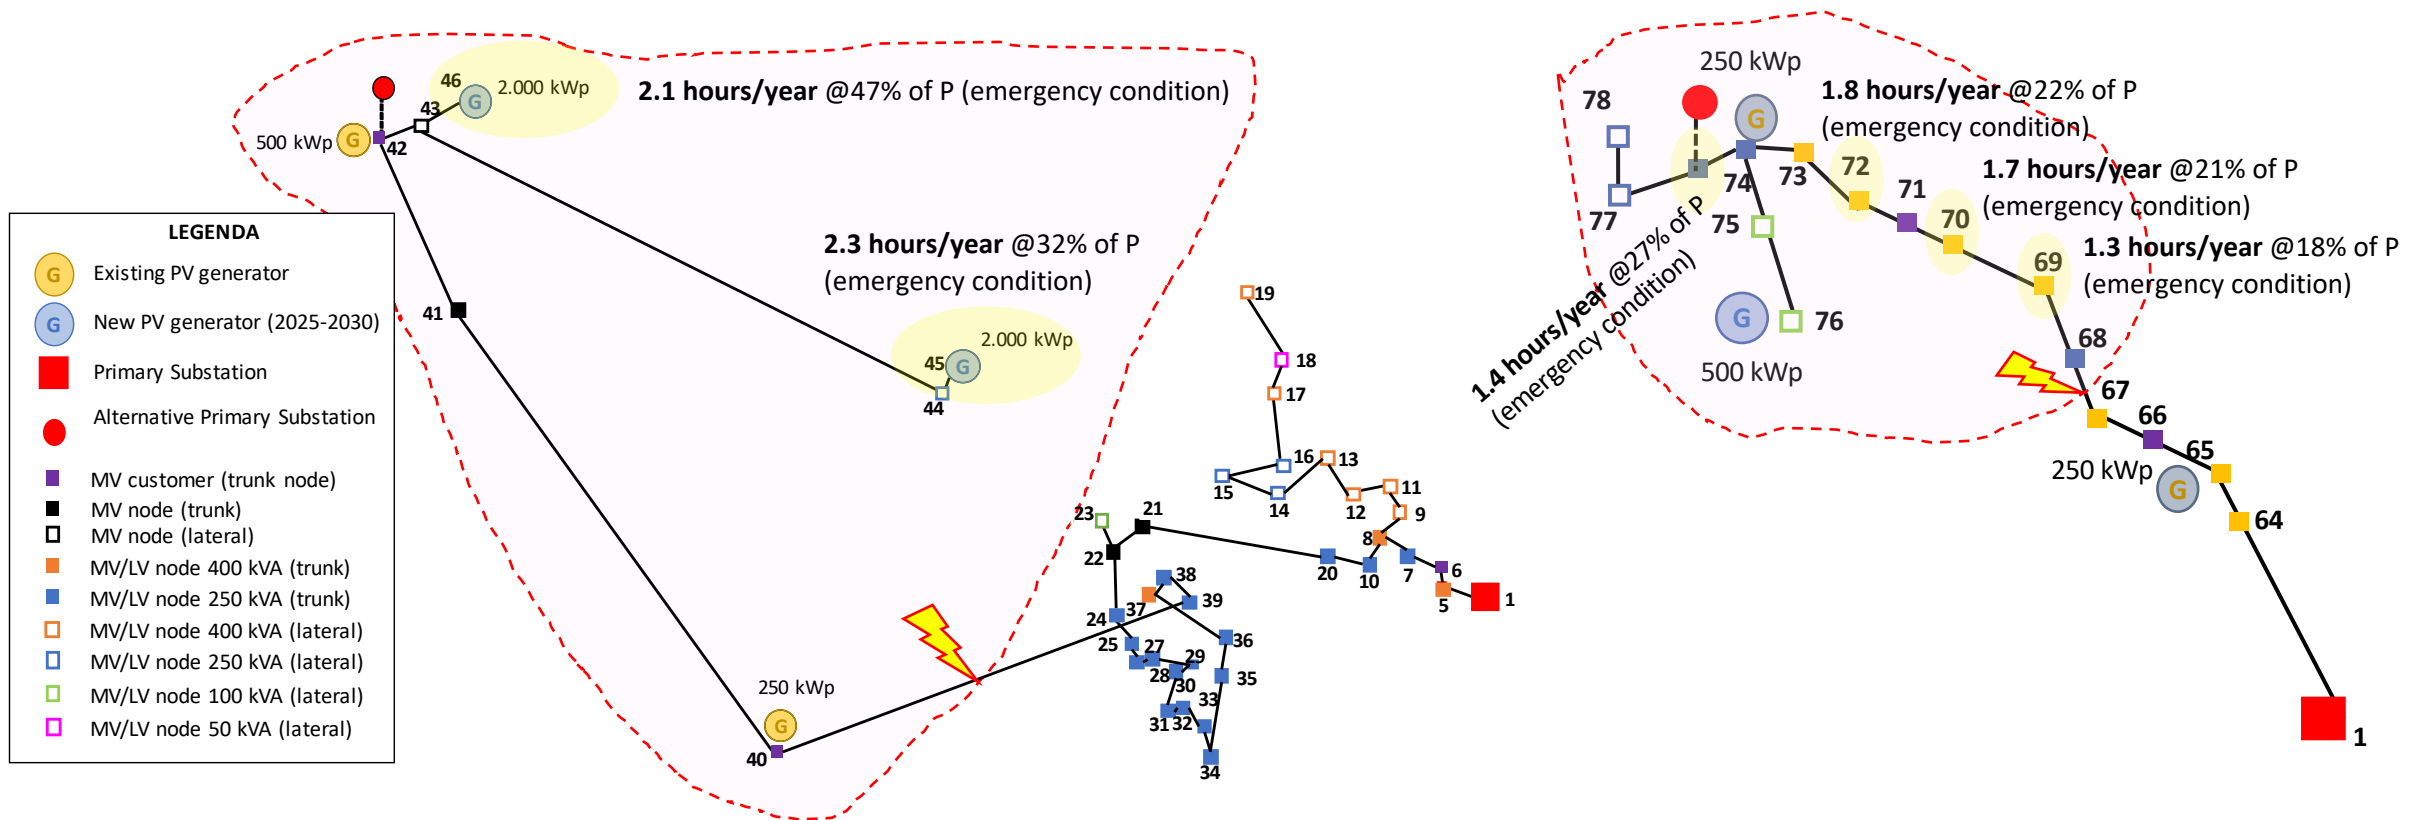 46
G
2.000 kWp
2.1 hours/year @47% of P (emergency condition)
43
500 kWp
G
42
LEGENDA
G Existing PV generator
G New PV generator (2025-2030)
Primary Substation
Alternative Primary Substation
MV customer (trunk node)
MV node (trunk)
MV node (lateral)
MV/LV node 400 kVA (trunk)
MV/LV node 250 kVA (trunk)
MV/LV node 400 kVA (lateral)
MV/LV node 250 kVA (lateral)
MV/LV node 100 kVA (lateral)
MV/LV node 50 kVA (lateral)
41
2.3 hours/year @32% of P
(emergency condition)
2.000 kWp
45
G
44
19
18
17
16
13
15
14
12
11
9
8
23
21
22
20
10
7
6
5
1
38
37
39
24
25
27
29
36
28
30
35
33
31
32
34
250 kWp
G
40
250 kWp
78
G
1.8 hours/year @22% of P
(emergency condition)
77
74
73
72
71
1.7 hours/year @21% of P
(emergency condition)
75
70
1.3 hours/year @18% of P
(emergency condition)
69
1.4 hours/year @27% of P
(emergency condition)
G
76
500 kWp
68
67
66
65
250 kWp
G
64
1